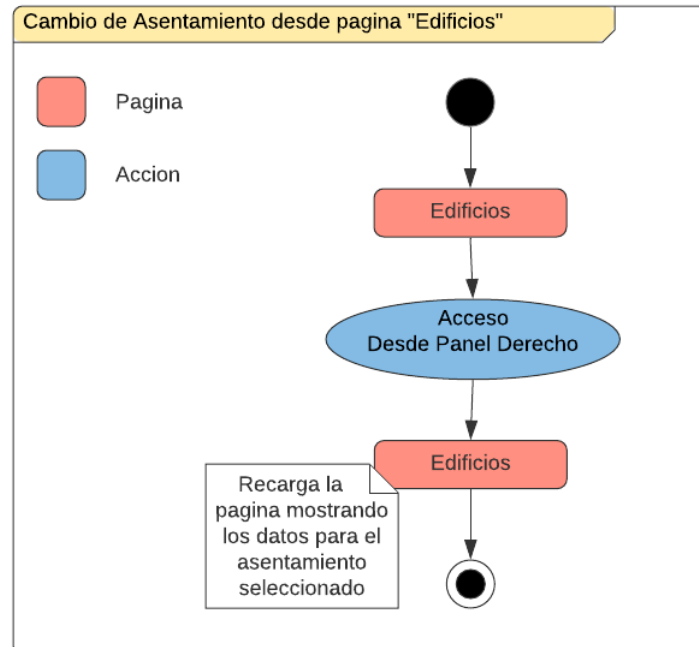 Cambio de Asentamiento desde pagina "Edificios"
Pagina
Accion
Edificios
Acceso
Desde Panel Derecho
Edificios
Recarga la
pagina mostrando
los datos para el
asentamiento
seleccionado